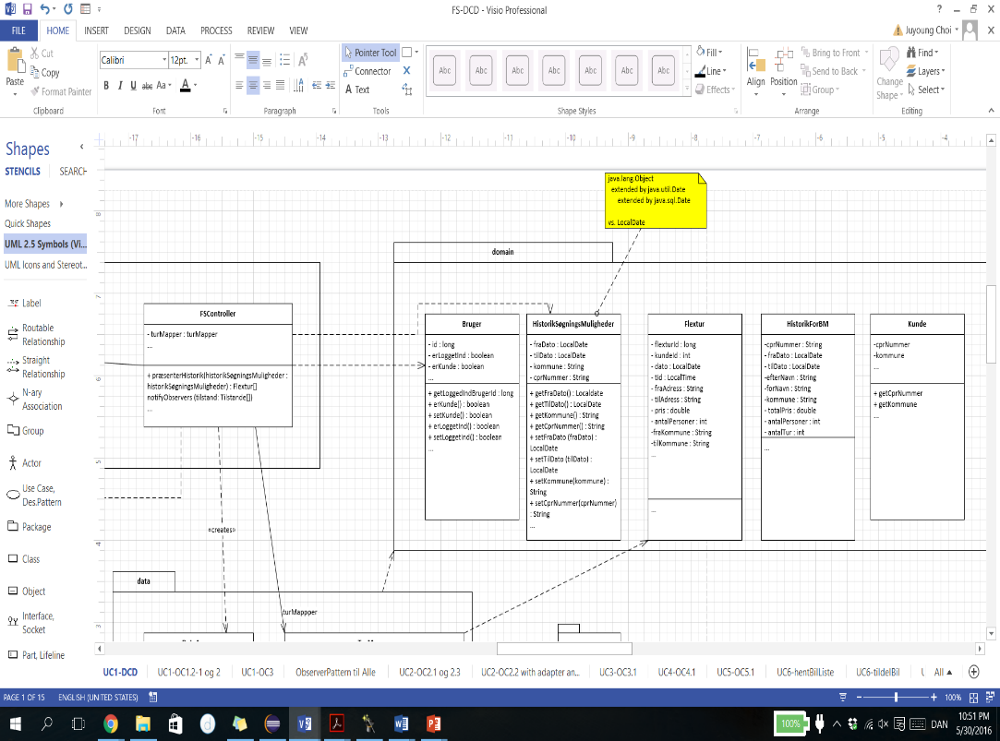 FS-DCD - Visio Professional
FILE HOME INSERT DESIGN DATA PROCESS REVIEW VIEW
Juyoung Choi
Paste
Cut
Copy
Format Painter
Clipboard
Calibri 12pt.
B I U abc Aa A
Font
Paragraph
Pointer Tool
Connector
A Text
Tools
Abc Abc Abc Abc Abc Abc Abc
Shape Styles
Fill
Line
Effects
Align Position
Bring to Front
Send to Back
Group
Arrange
Change Shape
Find
Layers
Select
Editing
Shapes
STENCILS SEARCH
More Shapes
Quick Shapes
UML 2.5 Symbols (Vi...
UML Icons and Stereot...
Label
Routable
Relationship
Straight
Relationship
N-ary
Association
Group
Actor
Use Case,
Des.Pattern
Package
Class
Object
Interface,
Socket
Part, Lifeline
-17 -16 -15 -14 -13 -12 -11 -10 -9 -8 -7 -6 -5 -4
8
7
6
5
4
3
java.lang.Object
extended by java.util.Date
extended by java.sql.Date
vs. LocalDate
domain
FSController
- turMapper : turMapper
...
+ præsenterHistorik(historikSøgningsMuligheder :
historikSøgningsMuligheder) : Flextur[]
notifyObservers (tilstand: Tilstande[])
...
Bruger
- id : long
- erLoggetInd : boolean
- erKunde : boolean
...
+ getLoggedIndBrugerId : long
+ erKunde() : boolean
+ setKunde() : boolean
+ erLoggetInd() : boolean
+ setLoggetInd() : boolean
...
HistorikSøgningsMuligheder
- fraDato : LocalDate
- tilDato : LocalDate
- kommune : String
- cprNummer : String
+ getFraDato() : Localdate
+ getTilDato() : LocalDate
+ getKommune() : String
+ getCprNummer() : String
+ setFraDato (fraDato) :
LocalDate
+ setTilDato (tilDato) :
LocalDate
+ setKommune(kommune) :
String
+ setCprNummer(cprNummer)
: String
...
Flextur
- flexturId : long
- kundeId : int
- dato : LocalDate
- tid : LocalTime
- fraAdress : String
- tilAdress : String
- pris : double
- antalPersoner : int
-fraKommune : String
-tilKommune : String
...
...
HistorikForBM
-cprNummer : String
- fraDato : LocalDate
- tilDato : LocalDate
-efterNavn : String
-forNavn : String
-kommune : String
- totalPris : double
- antalPersoner : int
- antalTur : int
...
Kunde
-cprNummer
-kommune
...
+ getCprNummer
+ getKommune
...
«creates»
data
turMappper
UC1-DCD UC1-OC1.2-1 og 2 UC1-OC3 ObserverPattern til Alle UC2-OC2.1 og 2.3 UC2-OC2.2 with adapter an... UC3-OC3.1 UC4-OC4.1 UC5-OC5.1 UC6-hentBilListe UC6-tildelBil All
PAGE 1 OF 15 ENGLISH (UNITED STATES) 100%
100% DAN
10:51 PM
5/30/2016